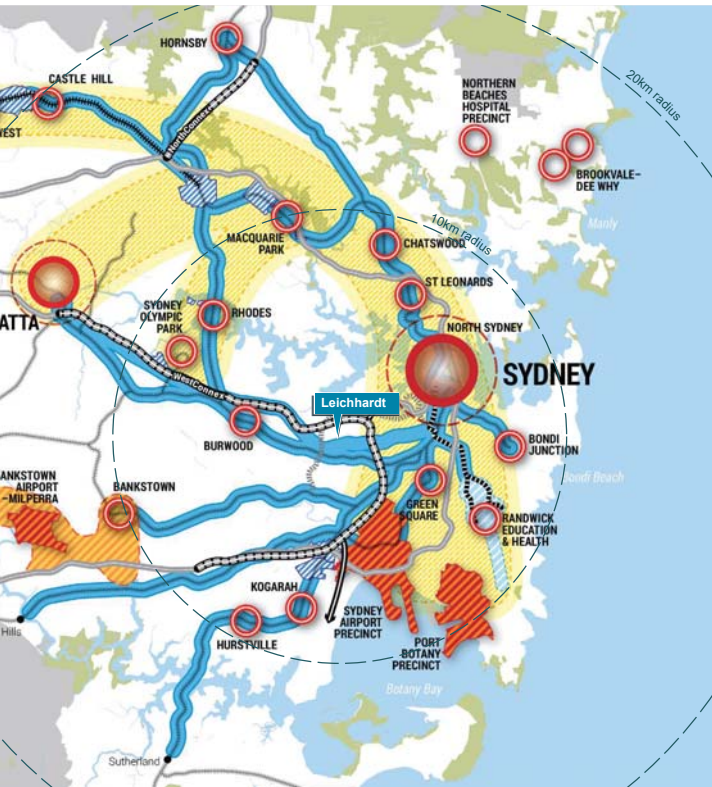 HORNSBY
20km radius
CASTLE HILL
NORTHERN
BEACHES
HOSPITAL
PRECINCT
WEST
NorthConnex
BROOKVALE–
DEE WHY
Manly
10km radius
MACQUARIE
PARK
CHATSWOOD
ST LEONARDS
SYDNEY
OLYMPIC
PARK
RHODES
ATTA
NORTH SYDNEY
SYDNEY
WestConnex
Leichhardt
BURWOOD
BONDI
JUNCTION
Bondi Beach
ANKSTOWN
AIRPORT
–MILPERRA
BANKSTOWN
GREEN
SQUARE
RANDWICK
EDUCATION
& HEALTH
KOGARAH
Hills
HURSTVILLE
SYDNEY
AIRPORT
PRECINCT
PORT
BOTANY
PRECINCT
Botany Bay
Sutherland